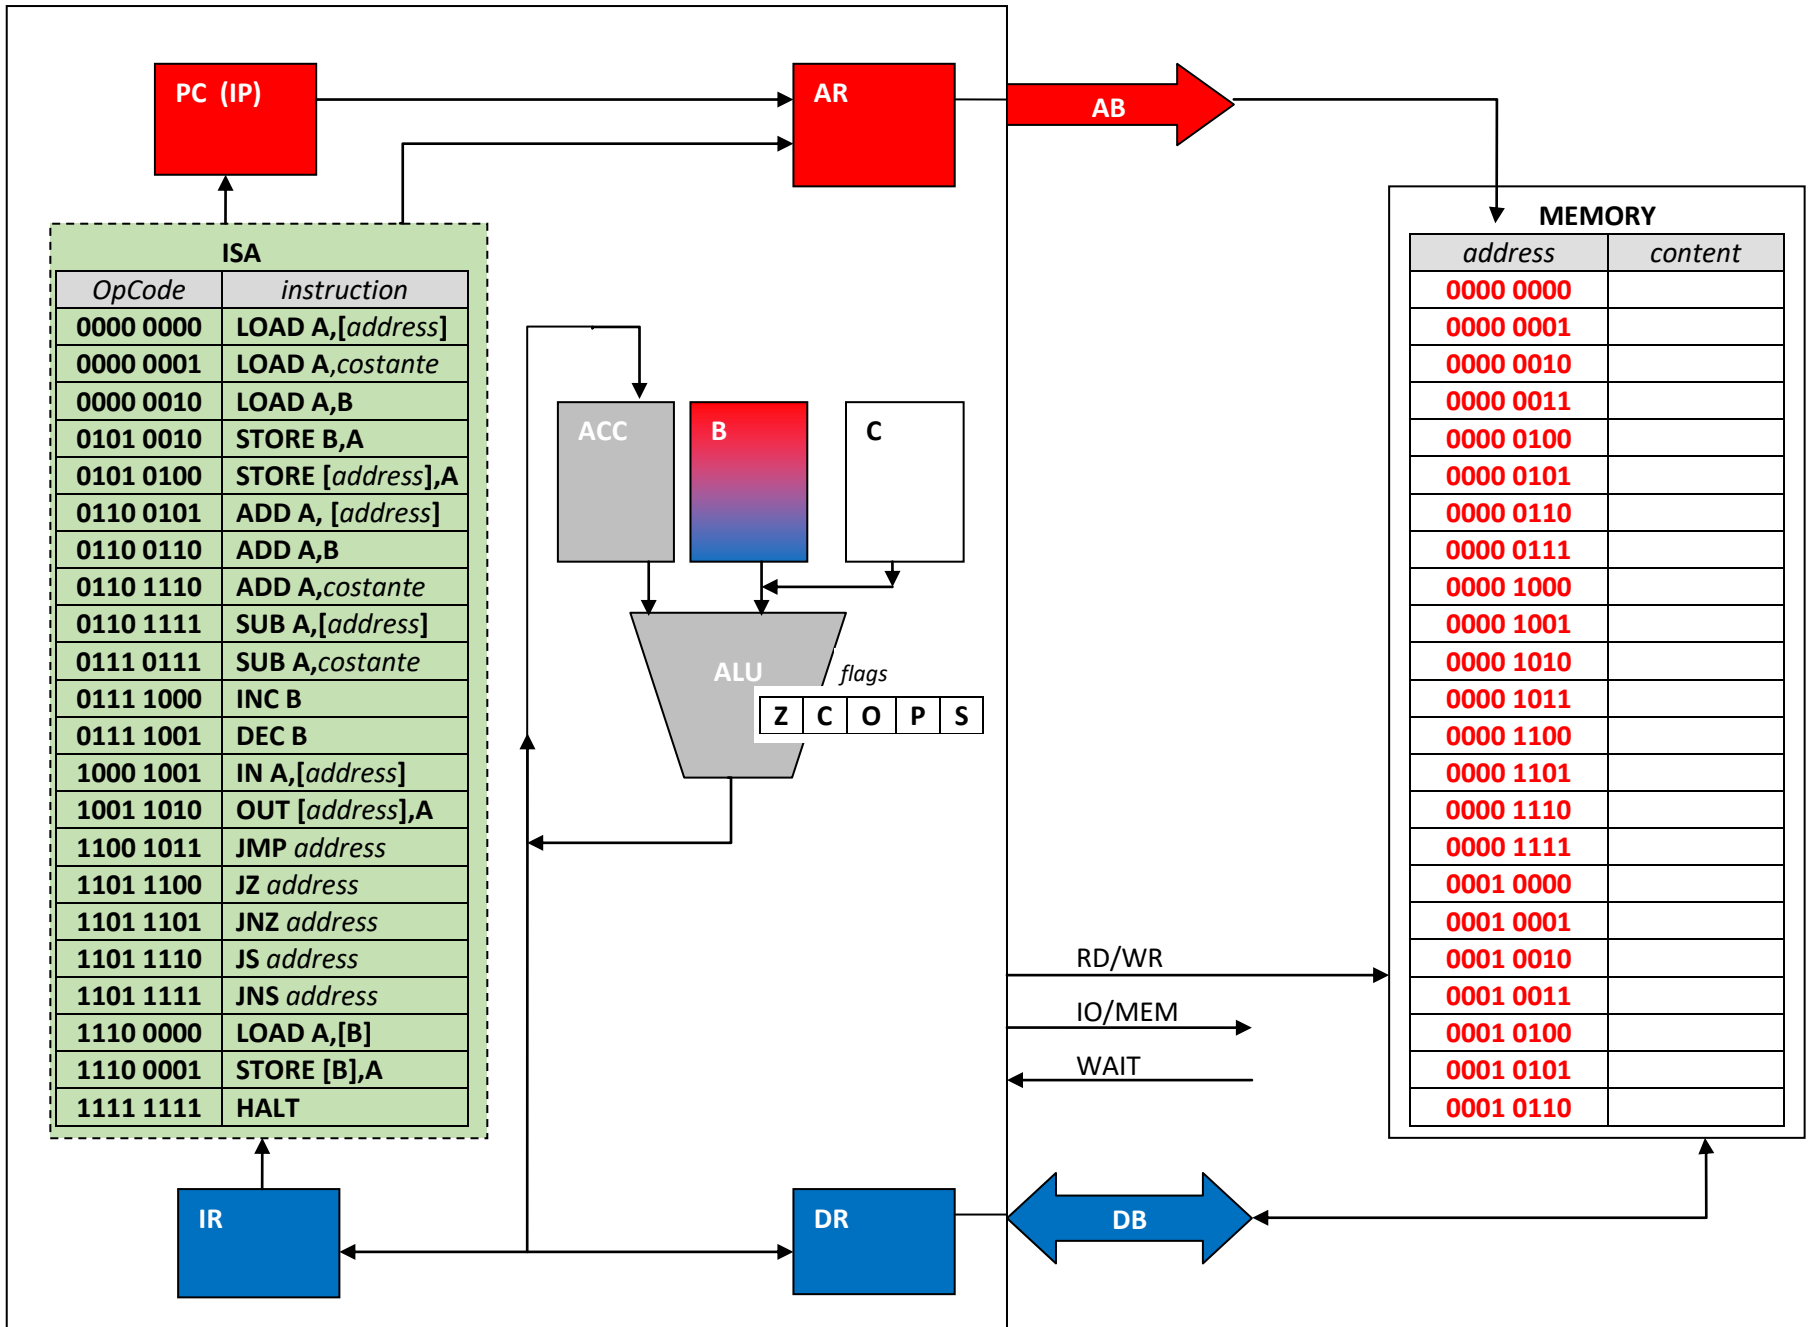 PC (IP)
AR
AB
ISA
OpCode instruction
0000 0000 LOAD A,[address]
0000 0001 LOAD A,costante
0000 0010 LOAD A,B
0101 0010 STORE B,A
0101 0100 STORE [address],A
0110 0101 ADD A, [address]
0110 0110 ADD A,B
0110 1110 ADD A,costante
0110 1111 SUB A,[address]
0111 0111 SUB A,costante
0111 1000 INC B
0111 1001 DEC B
1000 1001 IN A,[address]
1001 1010 OUT [address],A
1100 1011 JMP address
1101 1100 JZ address
1101 1101 JNZ address
1101 1110 JS address
1101 1111 JNS address
1110 0000 LOAD A,[B]
1110 0001 STORE [B],A
1111 1111 HALT
ACC
B
C
ALU
flags
Z C O P S
RD/WR
IO/MEM
WAIT
MEMORY
address content
0000 0000
0000 0001
0000 0010
0000 0011
0000 0100
0000 0101
0000 0110
0000 0111
0000 1000
0000 1001
0000 1010
0000 1011
0000 1100
0000 1101
0000 1110
0000 1111
0001 0000
0001 0001
0001 0010
0001 0011
0001 0100
0001 0101
0001 0110
IR
DR
DB